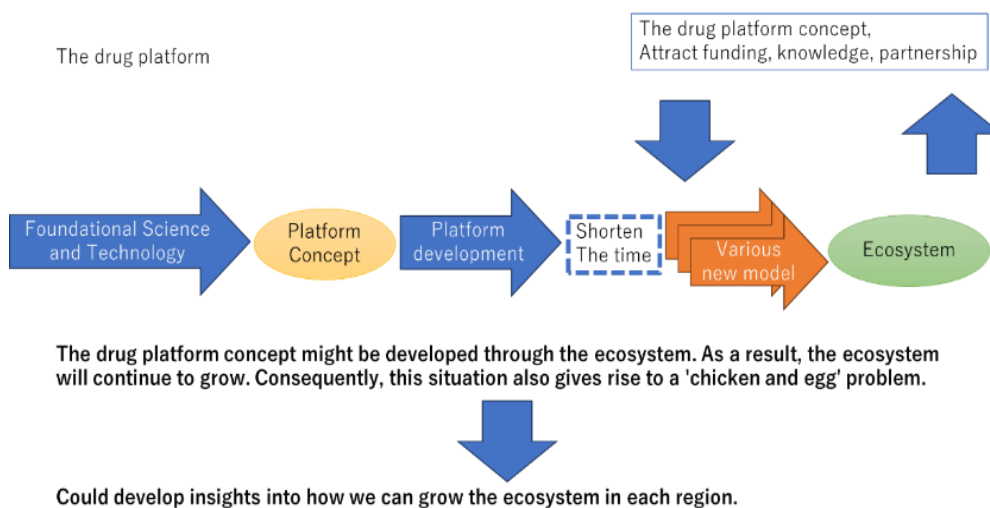 The drug platform
The drug platform concept,
Attract funding, knowledge, partnership
Foundational Science
and Technology
Platform
Concept
Platform
development
Shorten
The time
Various
new model
Ecosystem
The drug platform concept might be developed through the ecosystem. As a result, the ecosystem
will continue to grow. Consequently, this situation also gives rise to a 'chicken and egg' problem.
Could develop insights into how we can grow the ecosystem in each region.